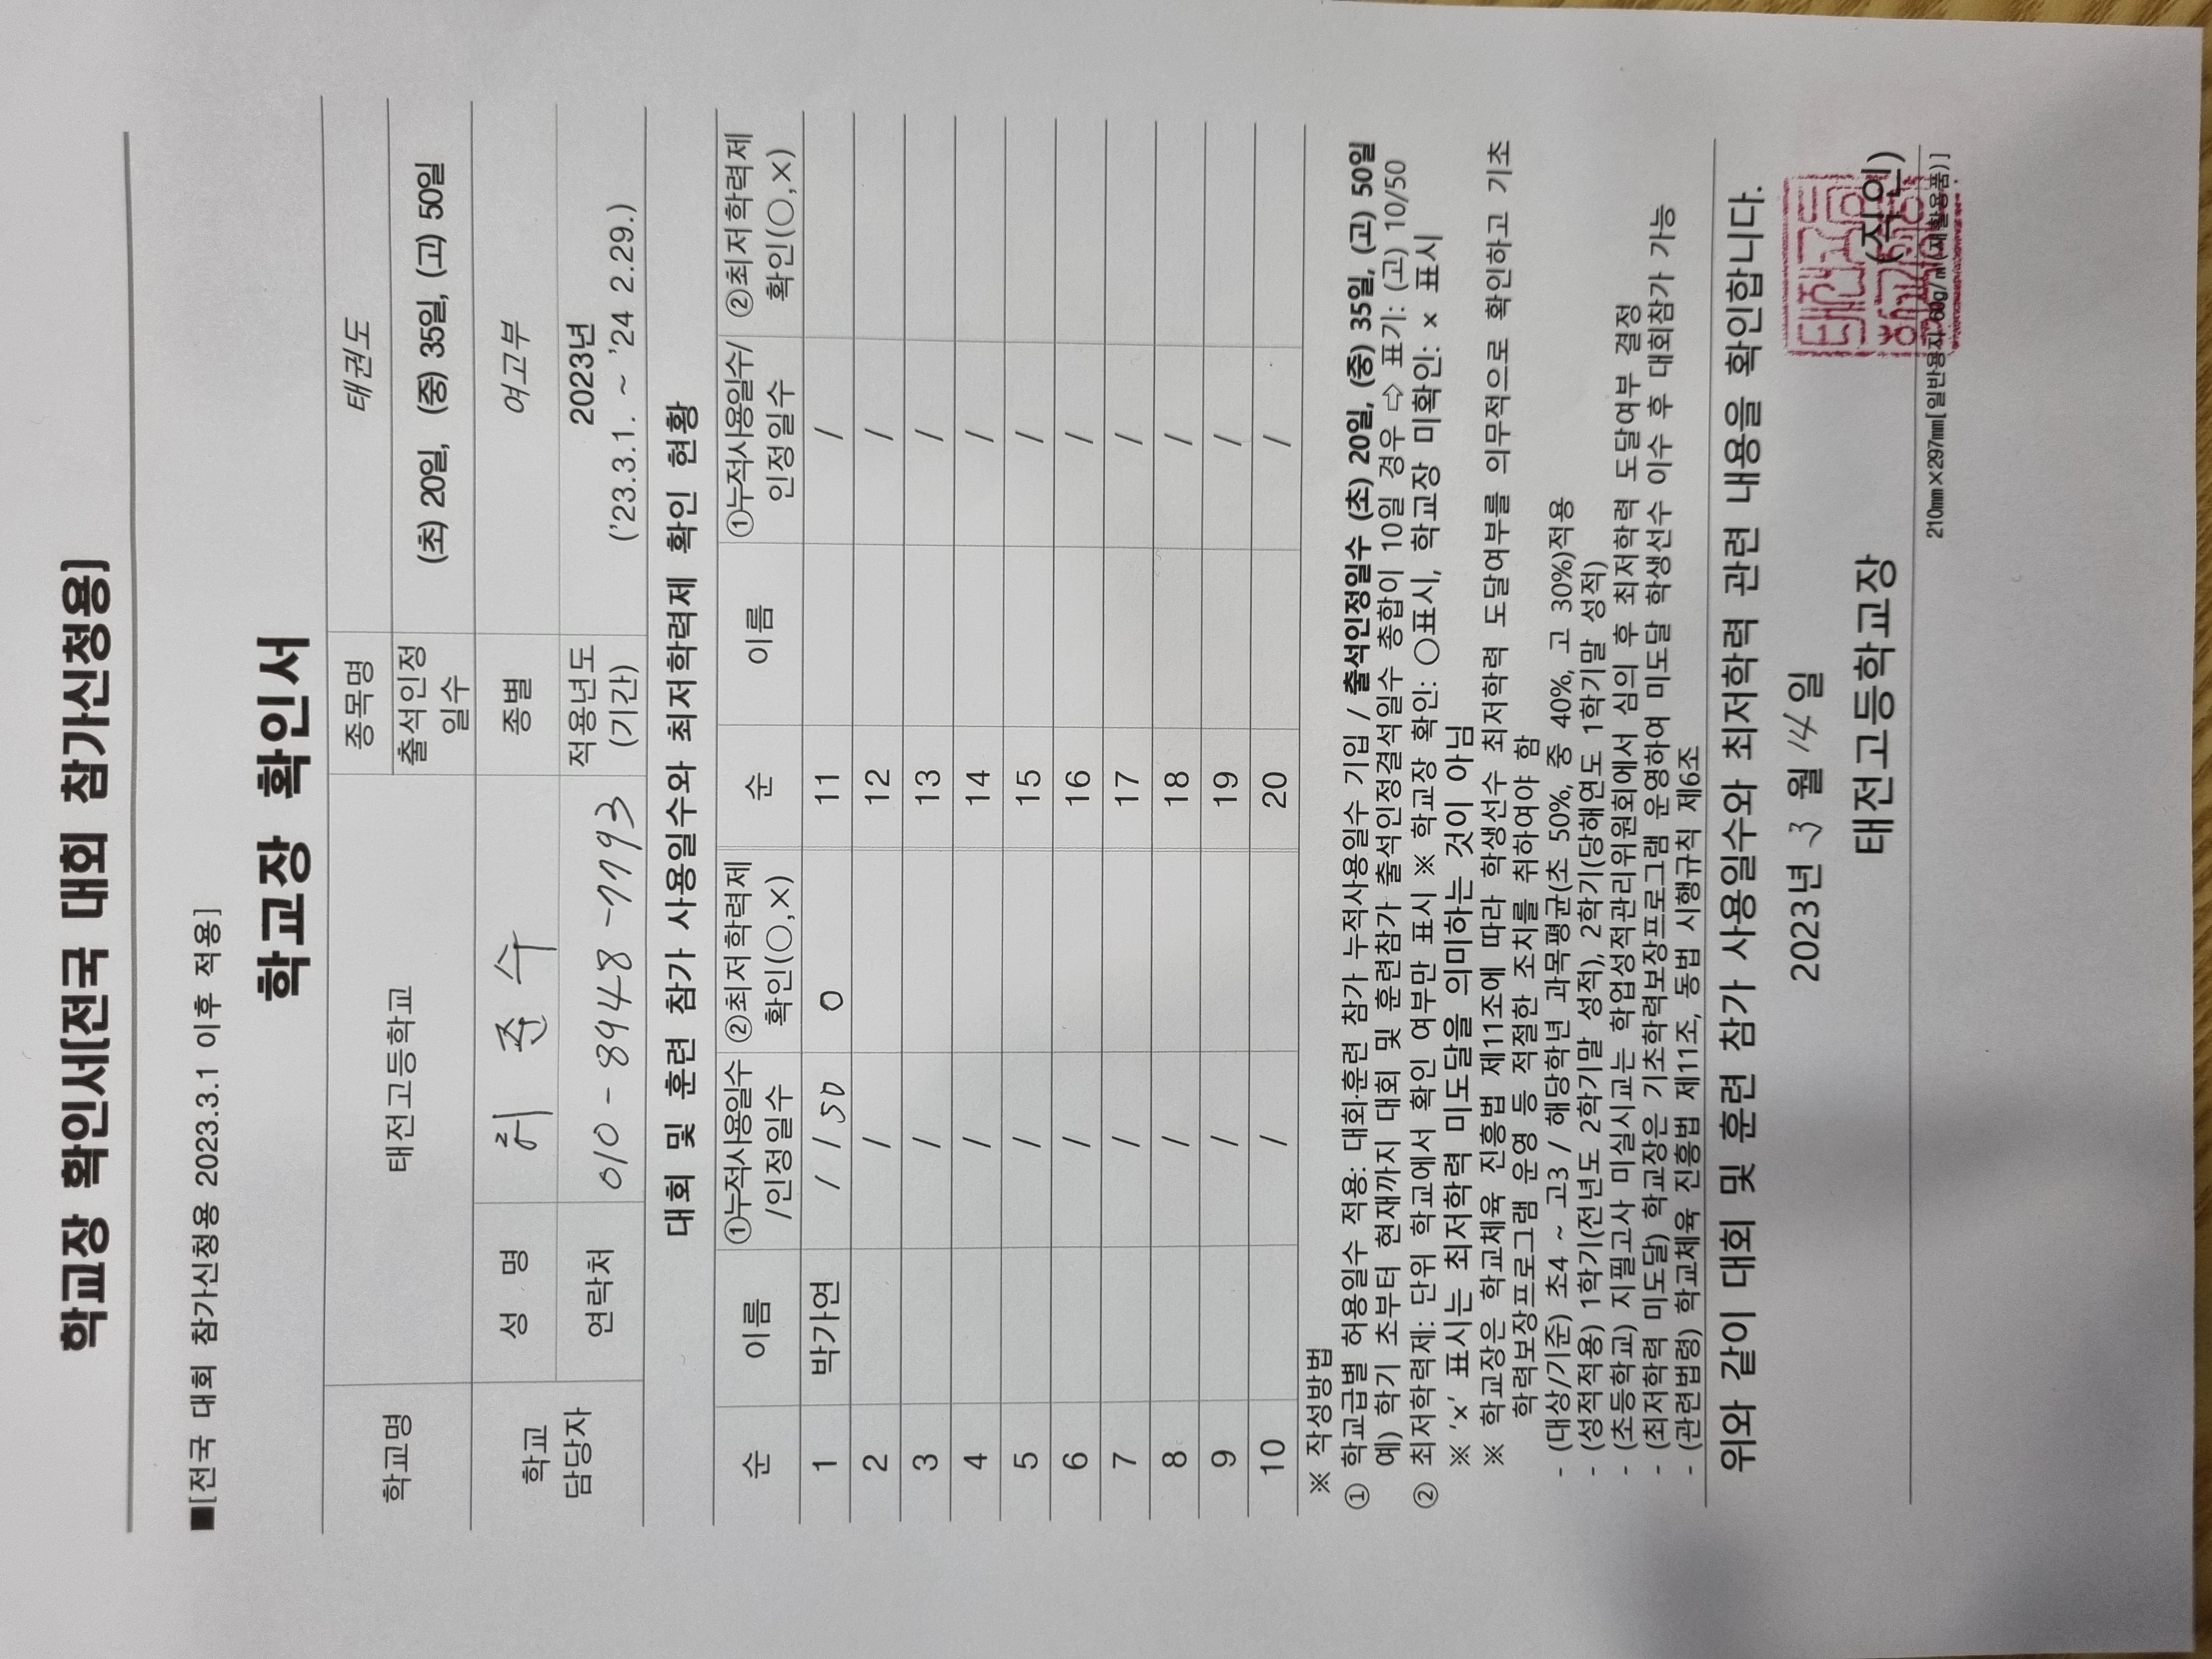 학교장 확인서[전국 대회 참가신청용]
■[전국 대회 참가신청용 2023.3.1 이후 적용]
학교장 확인서
학교명 태전고등학교 종목명 태권도
출석인정일수 (초) 20일, (중) 35일, (고) 50일
학교 담당자 성 명 준수 종별 여고부
연락처 010-8948-7793 적용년도 (기간) 2023년 ('23.3.1. ~ '24 2.29.)
대회 및 훈련 참가 사용일수와 최저학력제 확인 현황
순 이름 ①누적사용일수/인정일수 ②최저학력제 확인(○,×) 순 이름 ①누적사용일수/인정일수 ②최저학력제 확인(○,×)
1 박가연 1 / 50 O 11 /
2 / 12 /
3 / 13 /
4 / 14 /
5 / 15 /
6 / 16 /
7 / 17 /
8 / 18 /
9 / 19 /
10 / 20 /
※ 작성방법
① 학교급별 허용일수 적용: 대회·훈련 참가 누적사용일수 기입 / 출석인정일수 (초) 20일, (중) 35일, (고) 50일
예) 학기 초부터 현재까지 대회 및 훈련참가 출석인정결석일수 총합이 10일 경우 ⇨ 표기: (고) 10/50
② 최저학력제: 단위 학교에서 확인 여부만 표시 ※ 학교장 확인: ○표시, 학교장 미확인: × 표시
※ '×' 표시는 최저학력 미도달을 의미하는 것이 아님
※ 학교장은 학교체육 진흥법 제11조에 따라 학생선수 최저학력 도달여부를 의무적으로 확인하고 기초
학력보장프로그램 운영 등 적절한 조치를 취하여야 함
- (대상/기준) 초4 ~ 고3 / 해당학년 과목평균(초 50%, 중 40%, 고 30%)적용
- (성적적용) 1학기(전년도 2학기말 성적), 2학기(당해연도 1학기말 성적)
- (초등학교) 지필고사 미실시교는 학업성적관리위원회에서 심의 후 최저학력 도달여부 결정
- (최저학력 미도달) 학교장은 기초학력보장프로그램 운영하여 미도달 학생선수 이수 후 대회참가 가능
- (관련법령) 학교체육 진흥법 제11조, 동법 시행규칙 제6조
위와 같이 대회 및 훈련 참가 사용일수와 최저학력 관련 내용을 확인합니다.
2023년 3 월 14 일
태전고등학교장 (직인)
210㎜×297㎜[일반용지 60g/㎡(재활용품)]